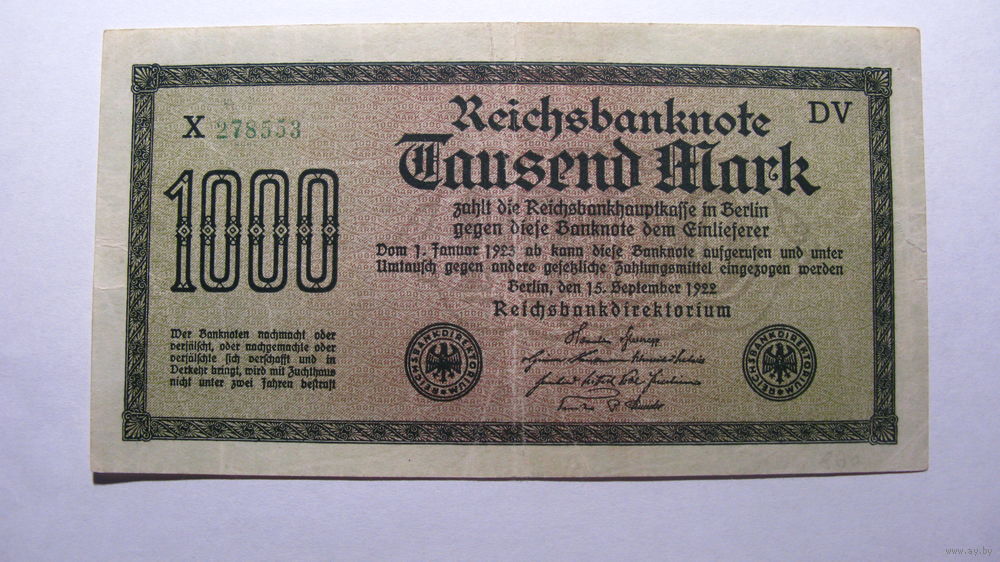 X 278553
DV
Reichsbanknote
Tausend Mark
1000
zahlt die Reichsbankhauptkasse in Berlin
gegen diese Banknote dem Einlieferer
Vom 1. Januar 1923 ab kann diese Banknote aufgerufen und unter
Umtausch gegen andere gesetzliche Zahlungsmittel eingezogen werden
Berlin, den 15. September 1922
Reichsbankdirektorium
Wer Banknoten nachmacht oder
verfälscht, oder nachgemachte oder
verfälschte sich verschafft und in
Verkehr bringt, wird mit Zuchthaus
nicht unter zwei Jahren bestraft
REICHSBANKDIREKTORIUM
REICHSBANKDIREKTORIUM
www.ay.by